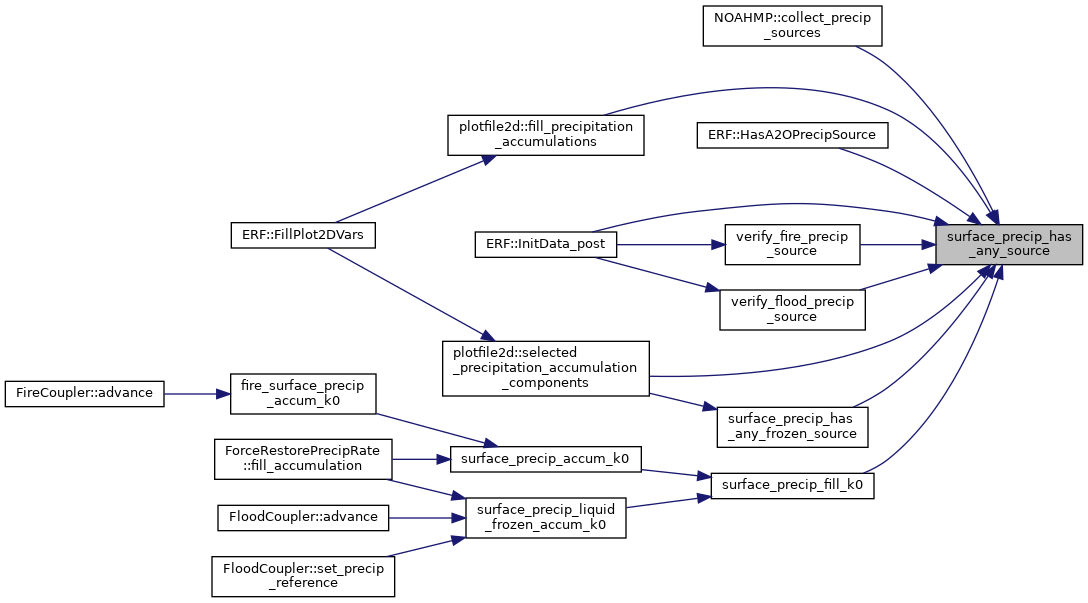 NOAHMP::collect_precip
_sources
plotfile2d::fill_precipitation
_accumulations
ERF::HasA2OPrecipSource
ERF::FillPlot2DVars
ERF::InitData_post
verify_fire_precip
_source
surface_precip_has
_any_source
verify_flood_precip
_source
plotfile2d::selected
_precipitation_accumulation
_components
FireCoupler::advance
fire_surface_precip
_accum_k0
surface_precip_has
_any_frozen_source
ForceRestorePrecipRate
::fill_accumulation
surface_precip_accum_k0
surface_precip_fill_k0
FloodCoupler::advance
surface_precip_liquid
_frozen_accum_k0
FloodCoupler::set_precip
_reference